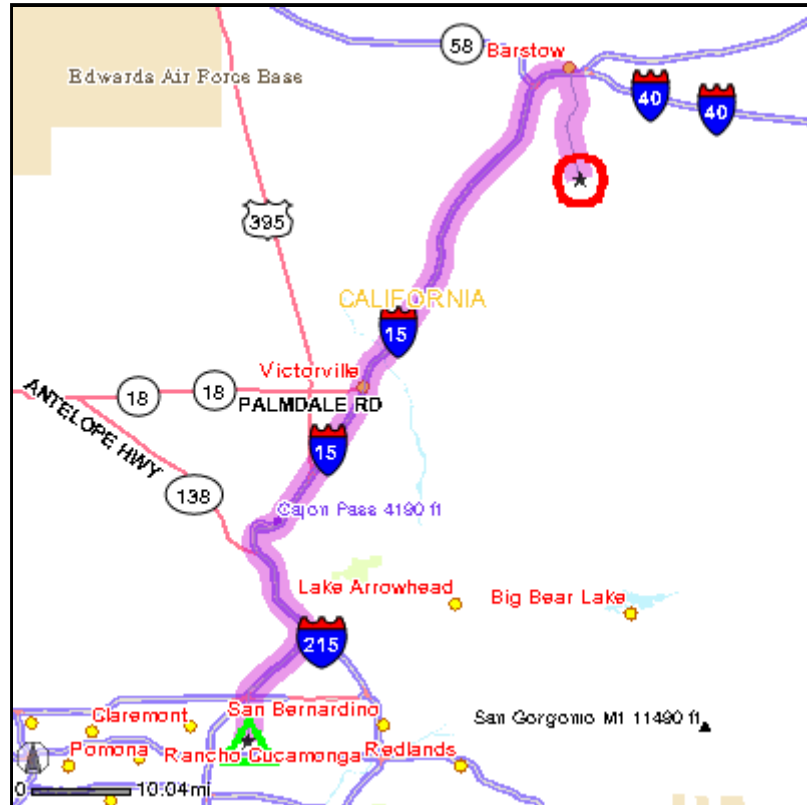 58
Barstow
Edwards Air Force Base
40
40
395
CALIFORNIA
15
Victorville
18
18
PALMDALE RD
ANTELOPE HWY
15
138
Cajon Pass 4190 ft
Lake Arrowhead
Big Bear Lake
215
San Bernardino
Claremont
San Gorgonio Mt 11490 ft
Pomona
Rancho Cucamonga
Redlands
0 10.04mi